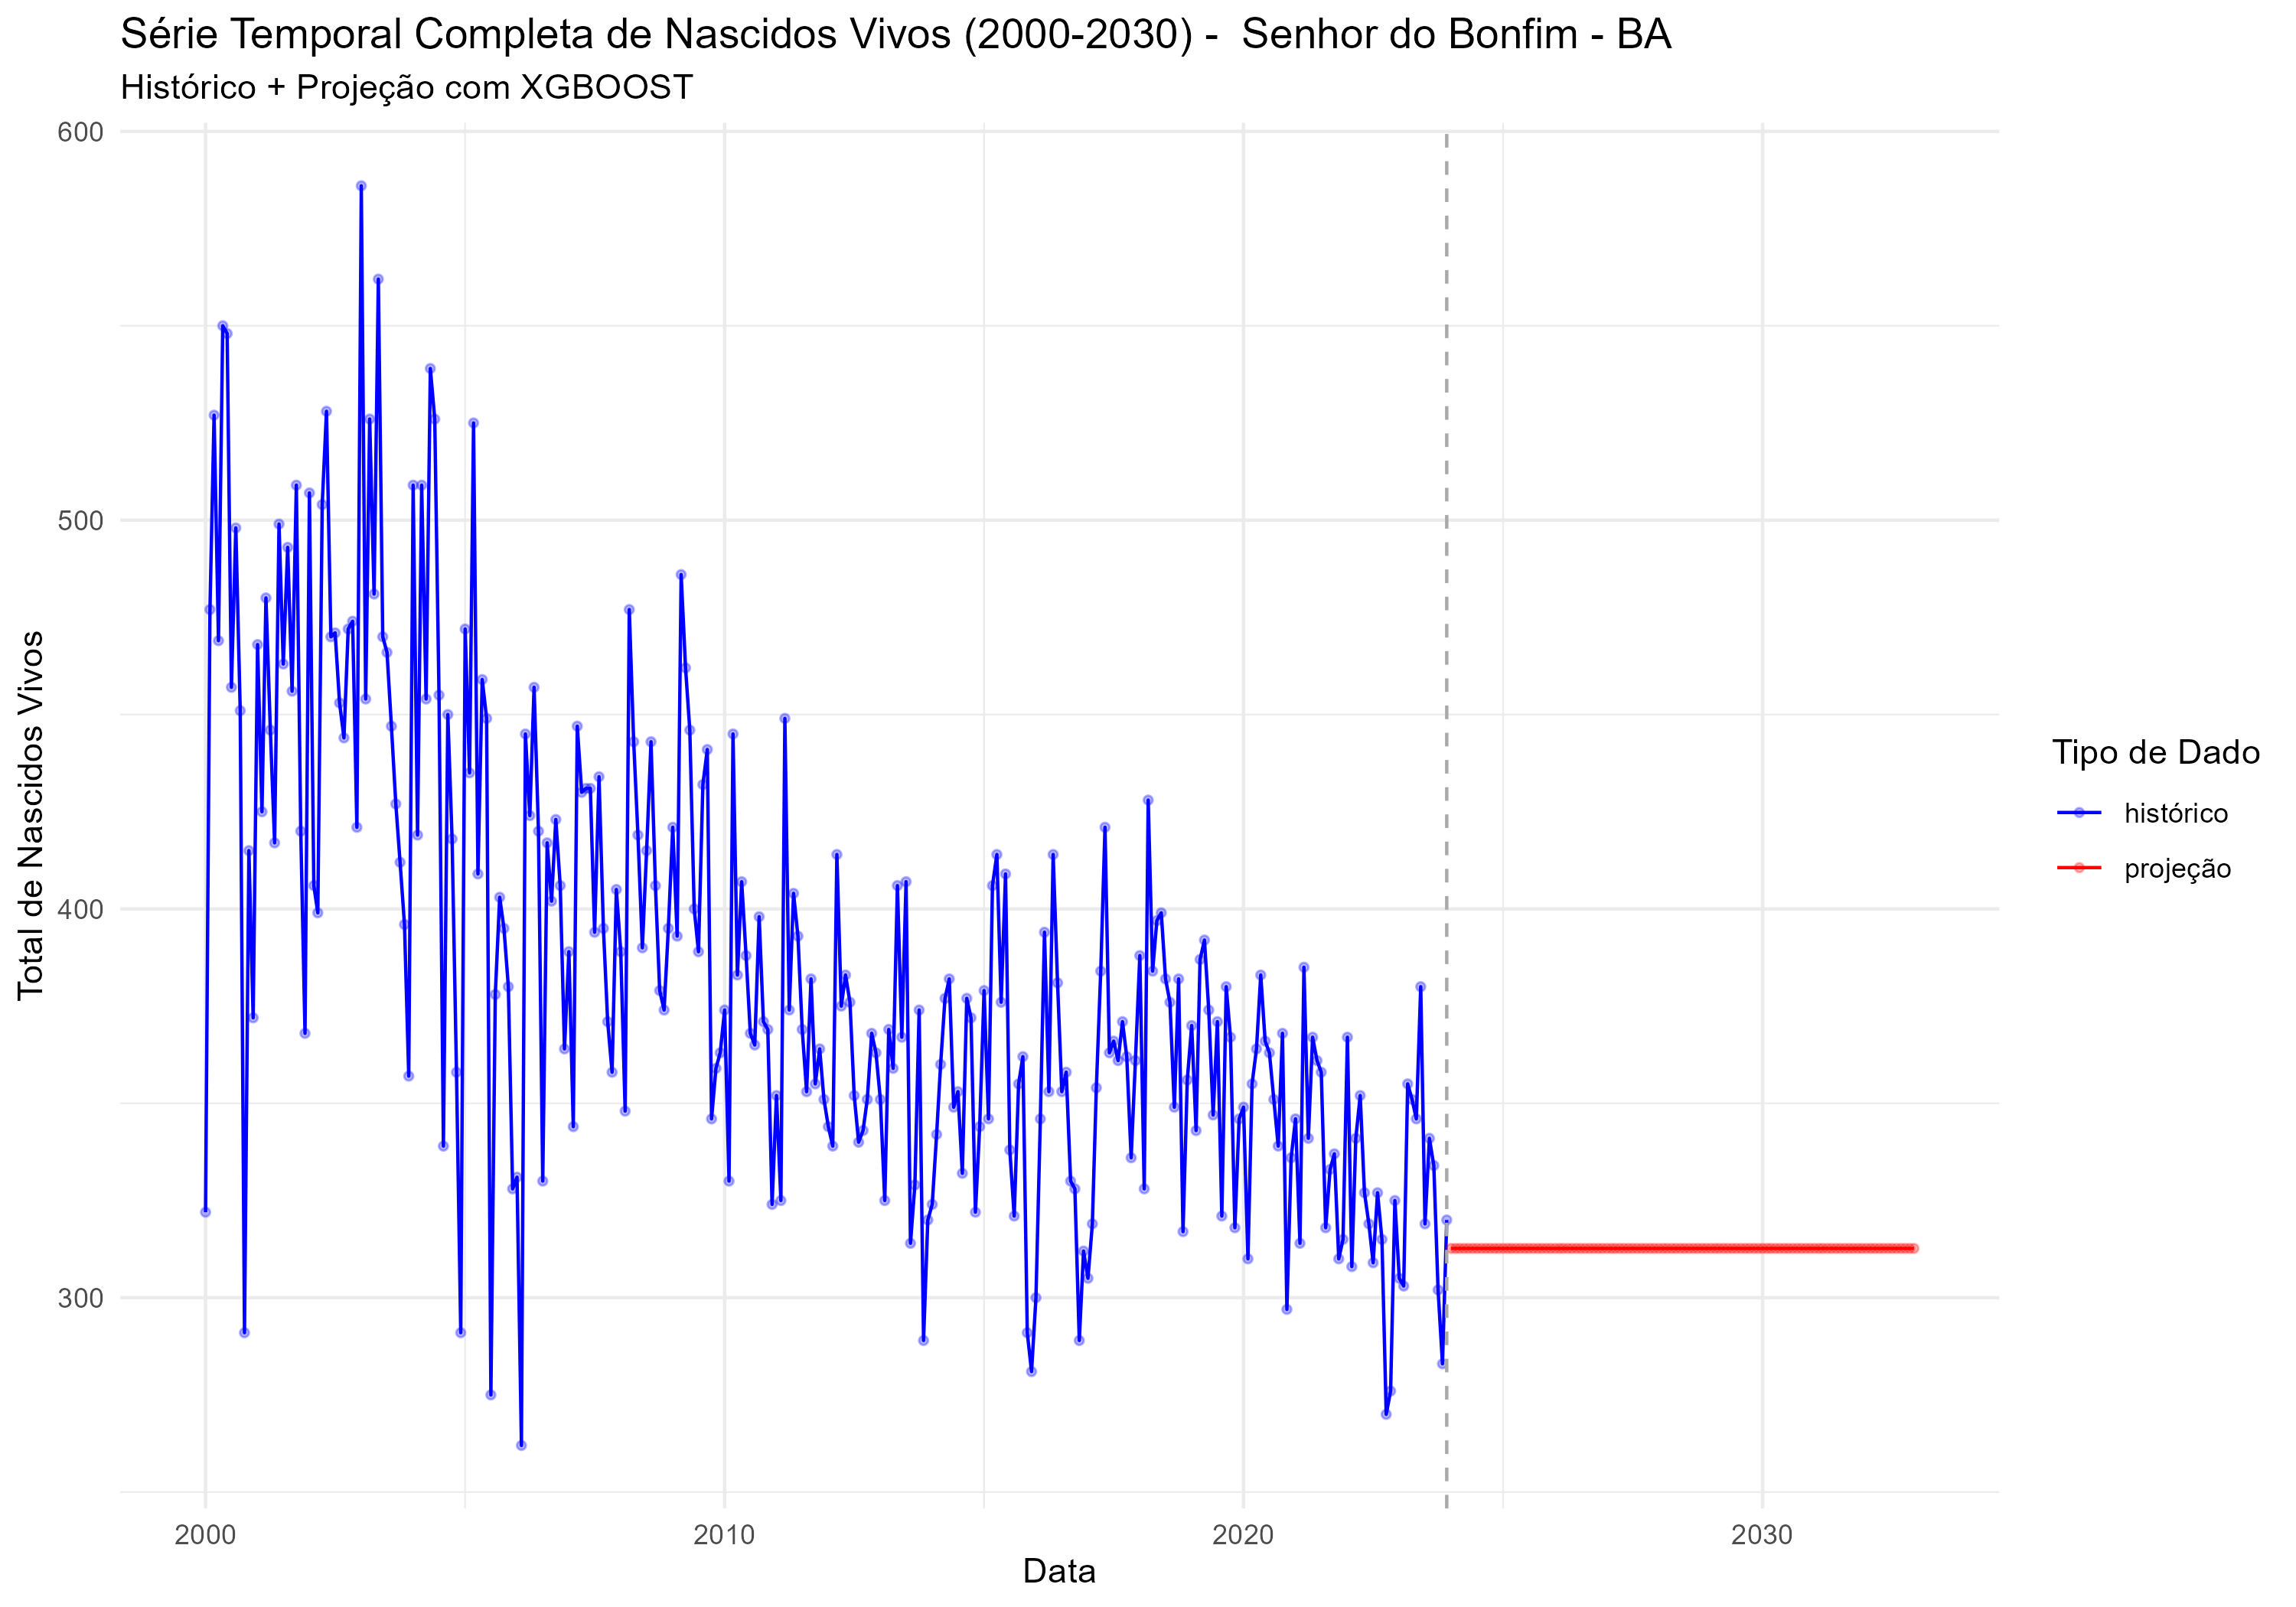 Série Temporal Completa de Nascidos Vivos (2000-2030) -  Senhor do Bonfim - BA
Histórico + Projeção com XGBOOST
600
500
400
300
Total de Nascidos Vivos
2000
2010
2020
2030
Data
Tipo de Dado
histórico
projeção